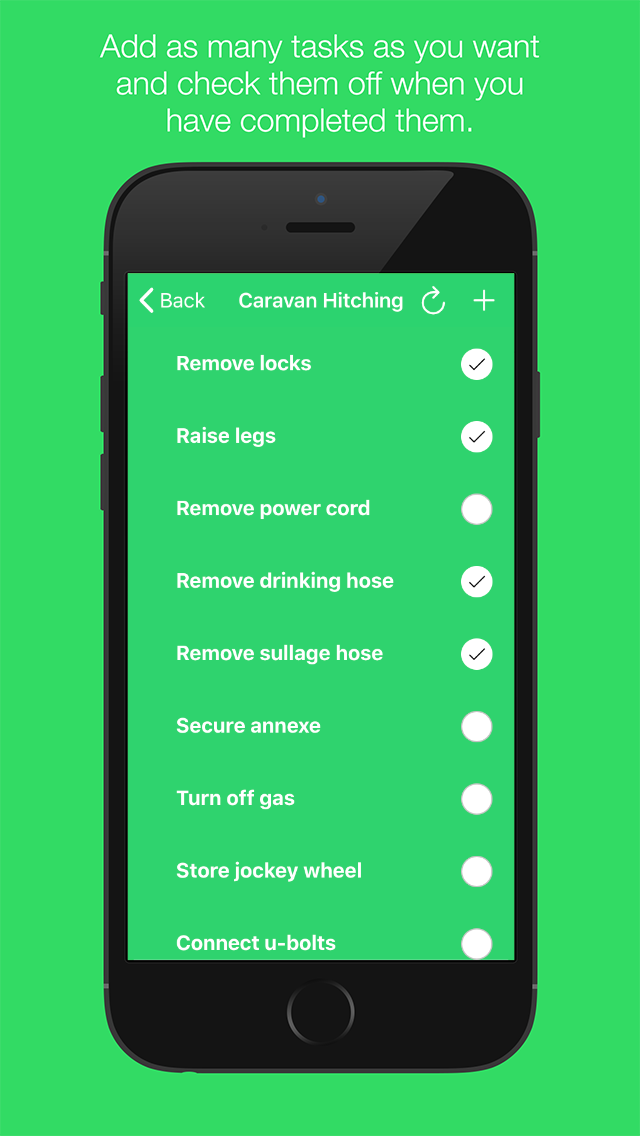 Add as many tasks as you want
and check them off when you
have completed them.
Back Caravan Hitching
Remove locks
Raise legs
Remove power cord
Remove drinking hose
Remove sullage hose
Secure annexe
Turn off gas
Store jockey wheel
Connect u-bolts